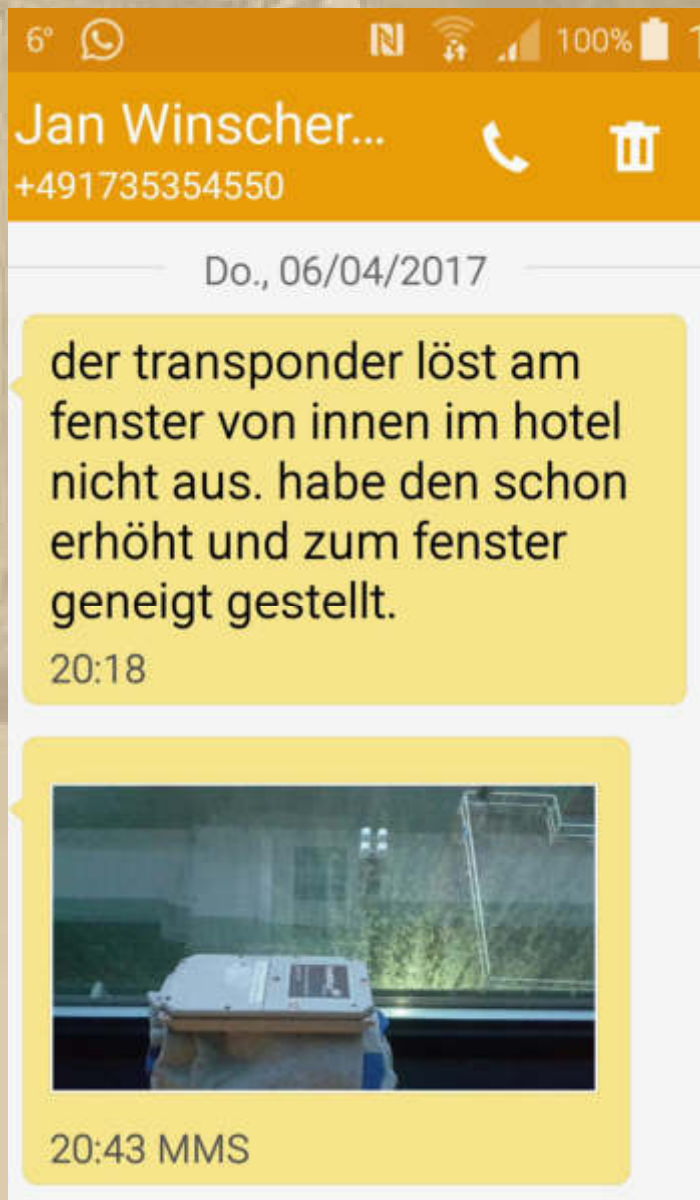 6° 100%
Jan Winscher...
+491735354550
Do., 06/04/2017
der transponder löst am
fenster von innen im hotel
nicht aus. habe den schon
erhöht und zum fenster
geneigt gestellt.
20:18
20:43 MMS